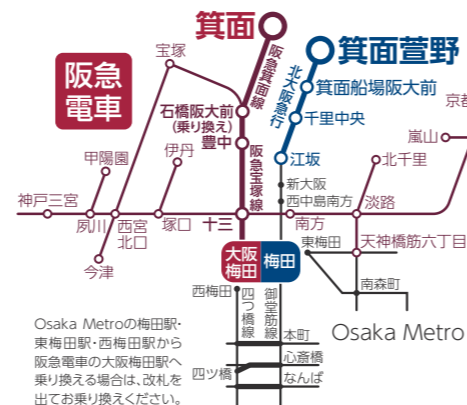 箕面
宝塚
阪急
電車
阪急箕面線
箕面萱野
北大阪急行
箕面船場阪大前
石橋阪大前
(乗り換え)
千里中央
豊中
京都
嵐山
甲陽園
伊丹
阪急宝塚線
江坂
北千里
新大阪
西中島南方
神戸三宮
夙川
西宮
北口
塚口
十三
南方
淡路
今津
大阪
梅田
梅田
東梅田
天神橋筋六丁目
西梅田
四つ橋線
御堂筋線
南森町
Osaka Metro
本町
心斎橋
四ツ橋
なんば
Osaka Metroの梅田駅・
東梅田駅・西梅田駅から
阪急電車の大阪梅田駅へ
乗り換える場合は、改札を
出てお乗り換えください。